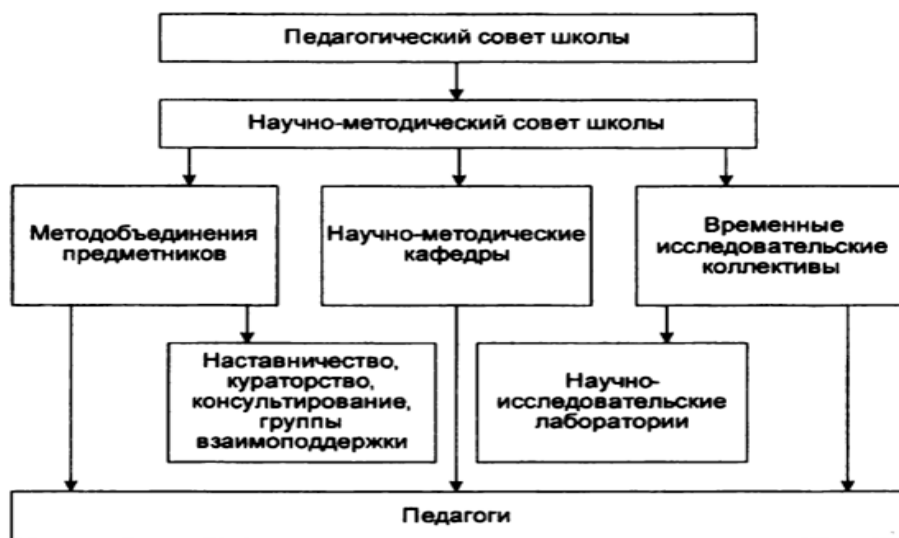 Педагогический совет школы
Научно-методический совет школы
Методобъединения
предметников
Научно-методические
кафедры
Временные
исследовательские
коллективы
Наставничество,
кураторство,
консультирование,
группы
взаимоподдержки
Научно-
исследовательские
лаборатории
Педагоги